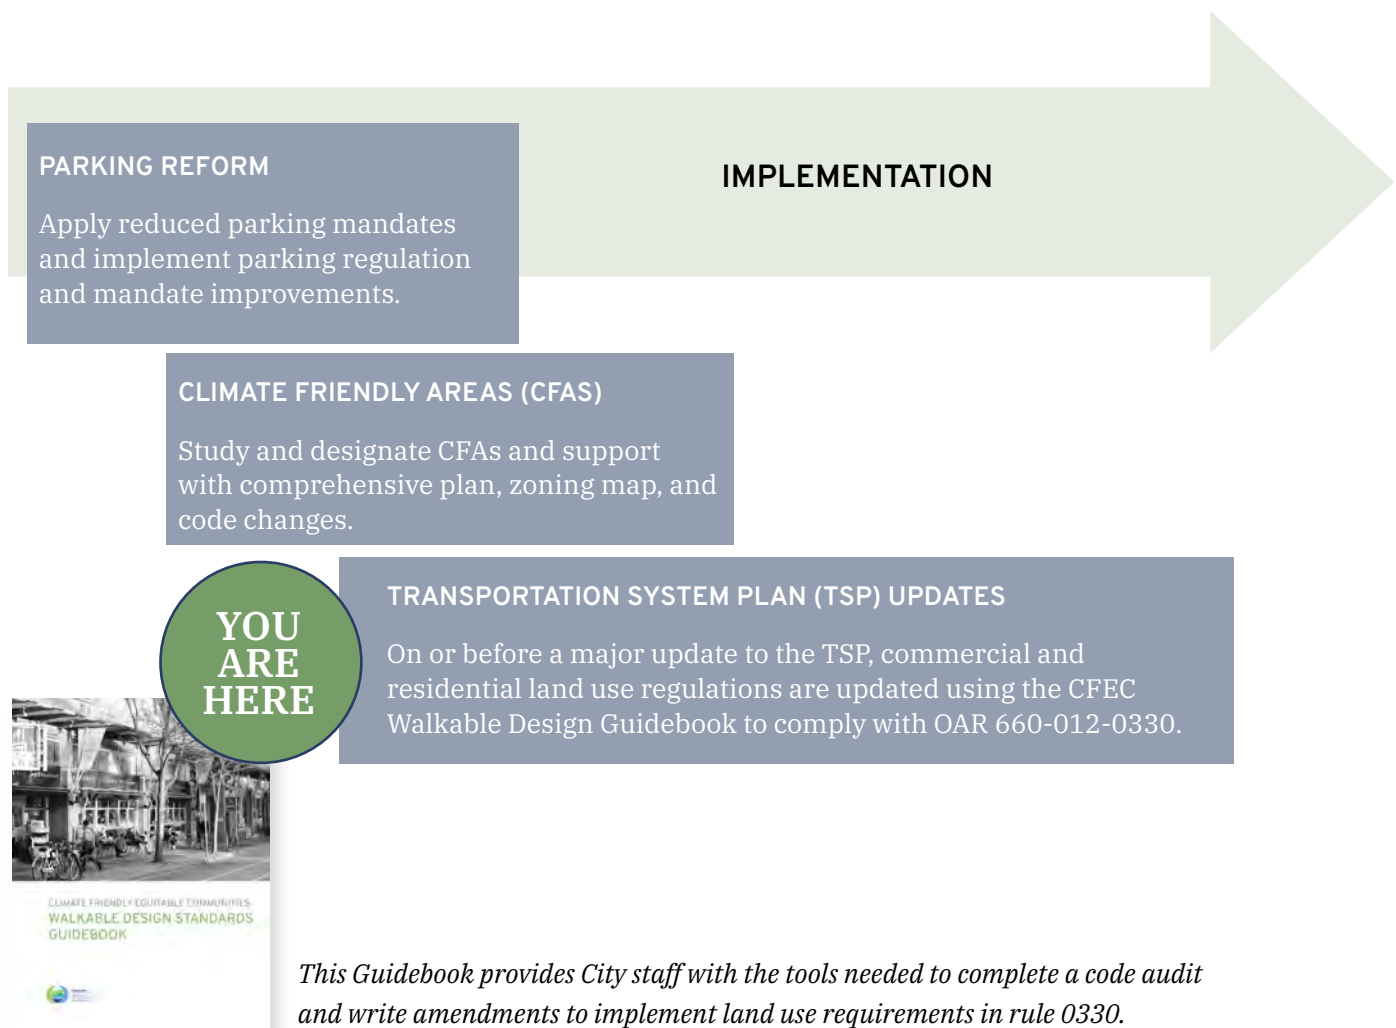 PARKING REFORM
Apply reduced parking mandates
and implement parking regulation
and mandate improvements.
IMPLEMENTATION
CLIMATE FRIENDLY AREAS (CFAS)
Study and designate CFAs and support
with comprehensive plan, zoning map, and
code changes.
YOU
ARE
HERE
TRANSPORTATION SYSTEM PLAN (TSP) UPDATES
On or before a major update to the TSP, commercial and
residential land use regulations are updated using the CFEC
Walkable Design Guidebook to comply with OAR 660-012-0330.
CLIMATE FRIENDLY EQUITABLE COMMUNITIES
WALKABLE DESIGN STANDARDS
GUIDEBOOK
This Guidebook provides City staff with the tools needed to complete a code audit
and write amendments to implement land use requirements in rule 0330.